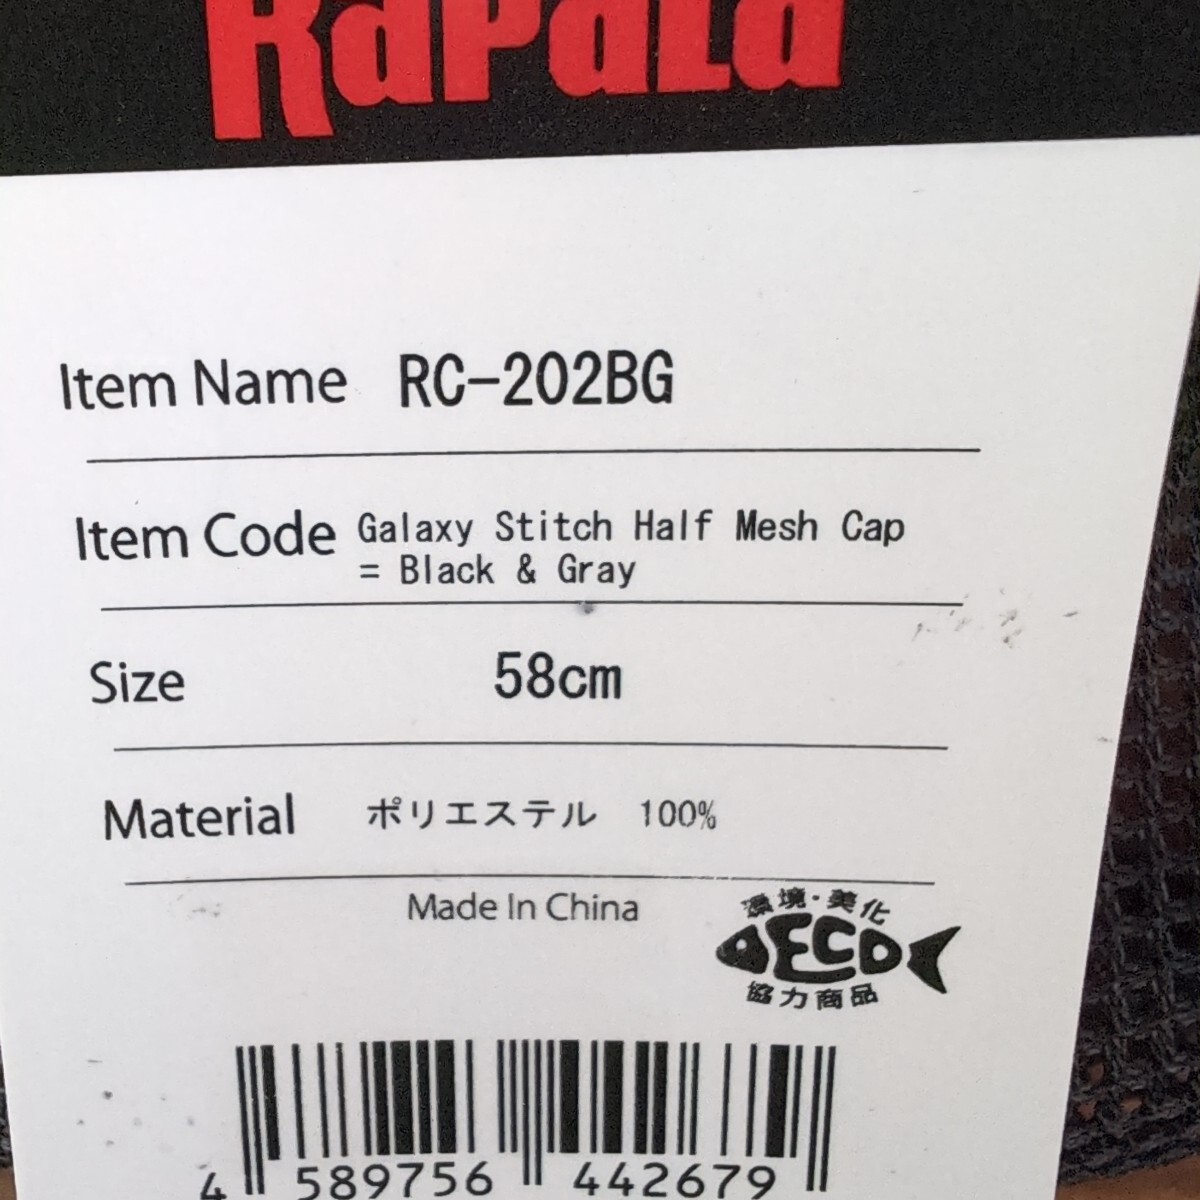 RaPaLa
Item Name RC-202BG
Item Code Galaxy Stitch Half Mesh Cap
= Black & Gray
Size 58cm
Material ポリエステル 100%
Made In China
環境・美化
ECO
協力商品
4 589756 442679